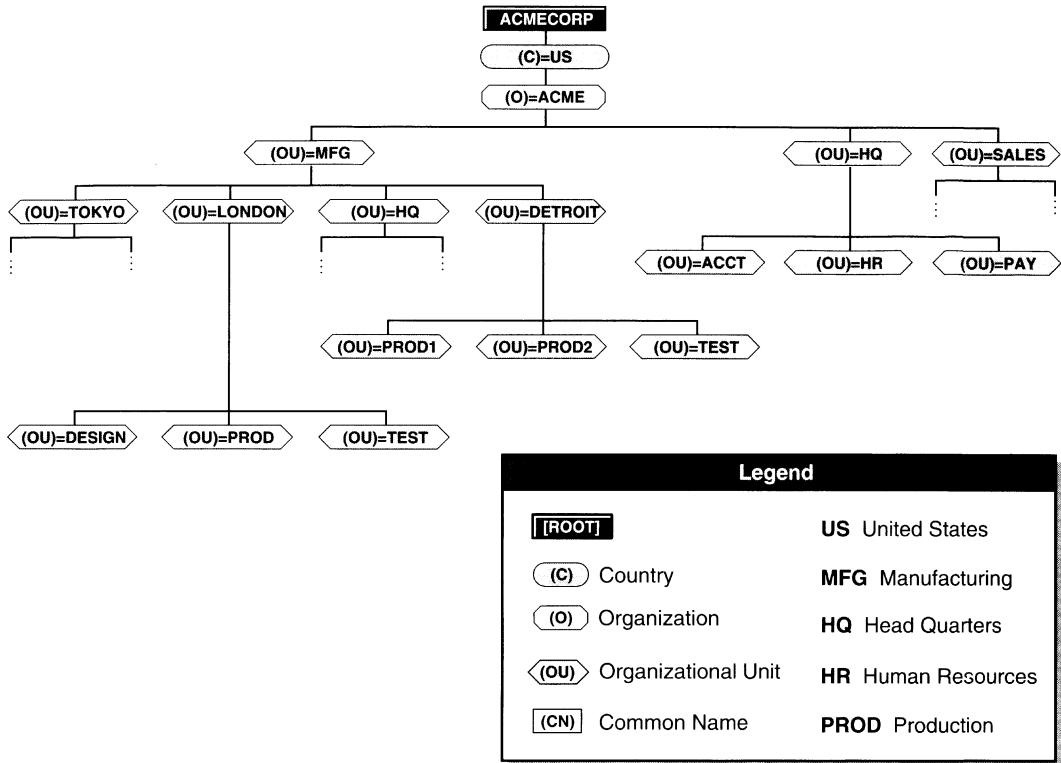 ACMECORP
(C)=US
(O)=ACME
(OU)=MFG
(OU)=HQ
(OU)=SALES
(OU)=TOKYO
(OU)=LONDON
(OU)=HQ
(OU)=DETROIT
(OU)=ACCT
(OU)=HR
(OU)=PAY
(OU)=PROD1
(OU)=PROD2
(OU)=TEST
(OU)=DESIGN
(OU)=PROD
(OU)=TEST
Legend
[ROOT]
(C) Country
(O) Organization
(OU) Organizational Unit
(CN) Common Name
US United States
MFG Manufacturing
HQ Head Quarters
HR Human Resources
PROD Production